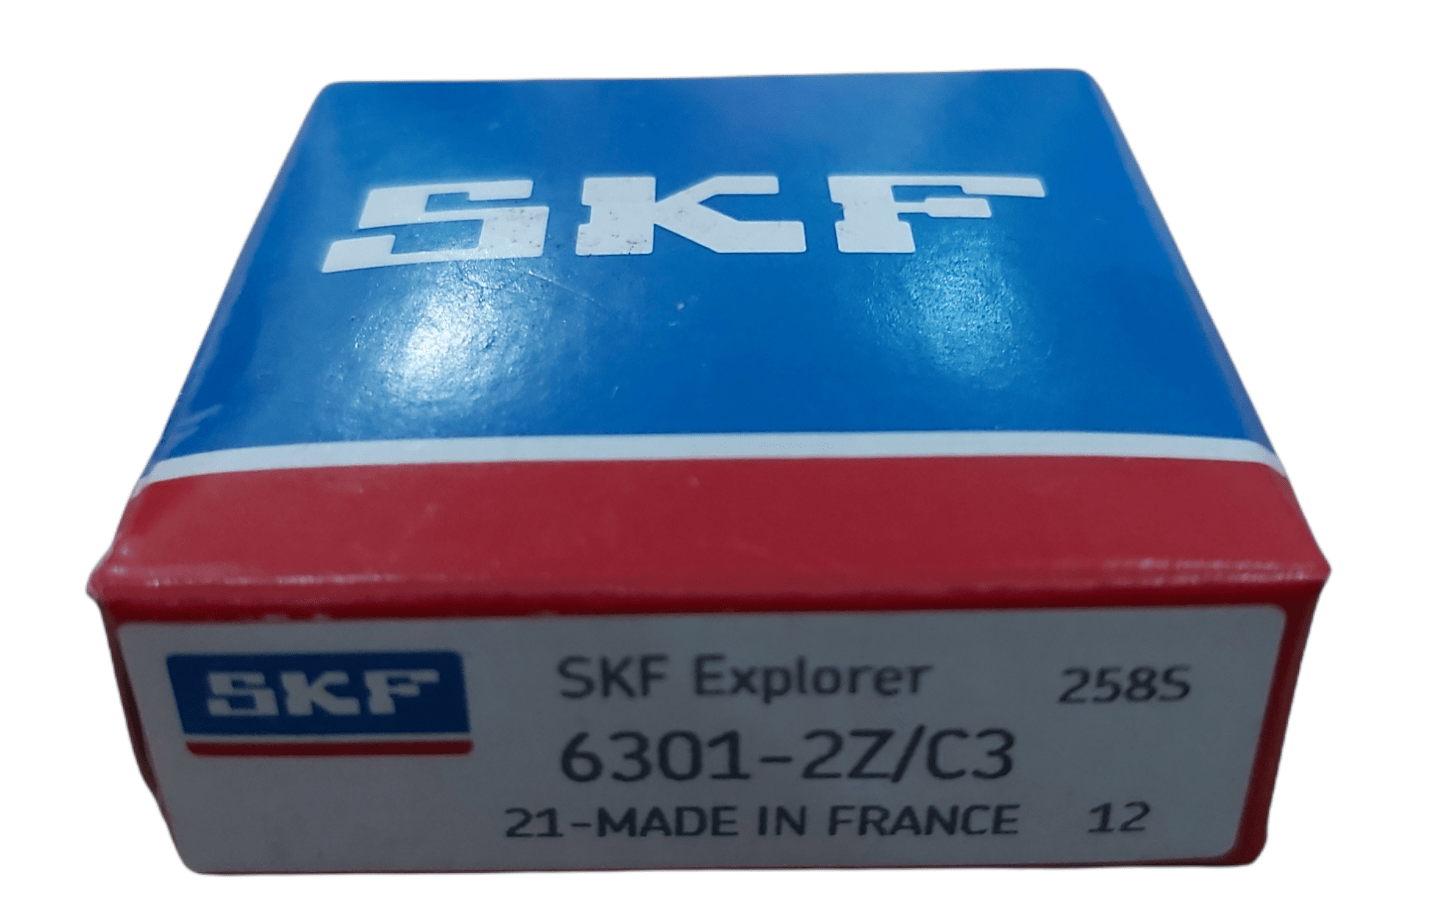 SKF
SKF SKF Explorer 258S
6301-2Z/C3
21-MADE IN FRANCE 12